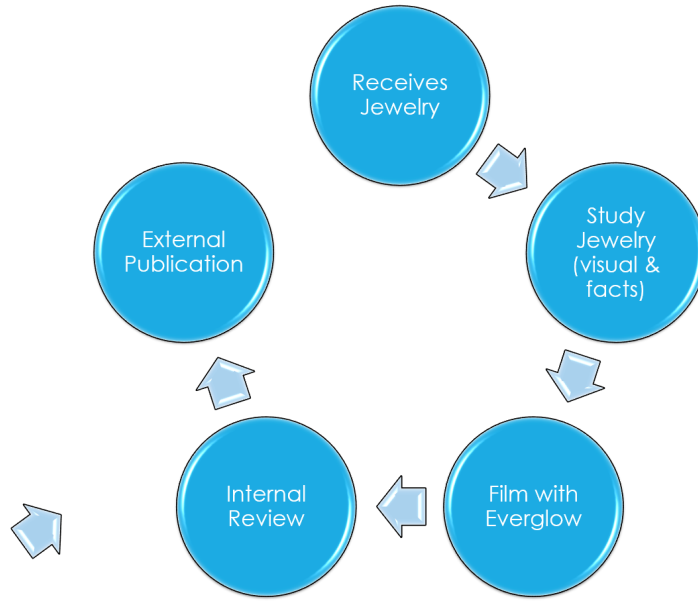 Receives
Jewelry
Study
Jewelry
(visual &
facts)
Film with
Everglow
Internal
Review
External
Publication